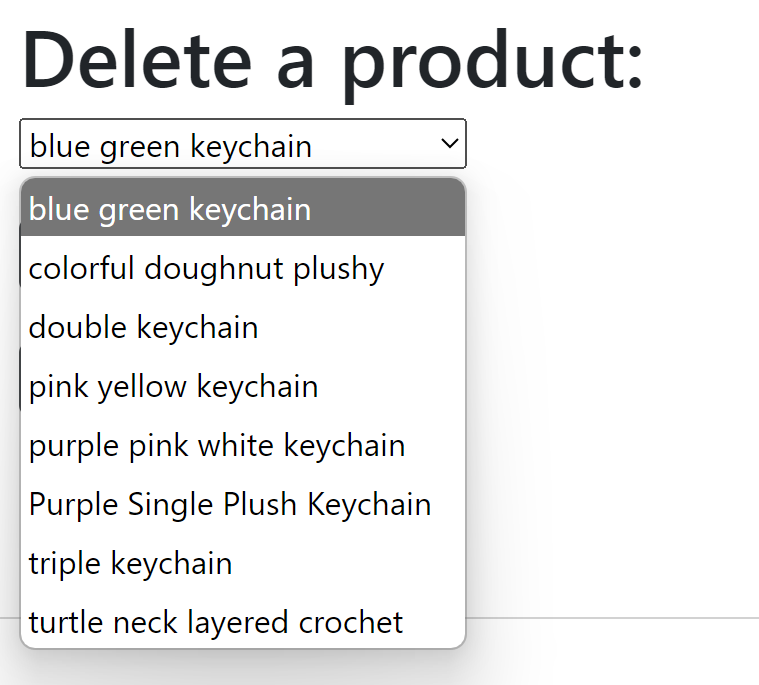 Delete a product:
blue green keychain
blue green keychain
colorful doughnut plushy
double keychain
pink yellow keychain
purple pink white keychain
Purple Single Plush Keychain
triple keychain
turtle neck layered crochet